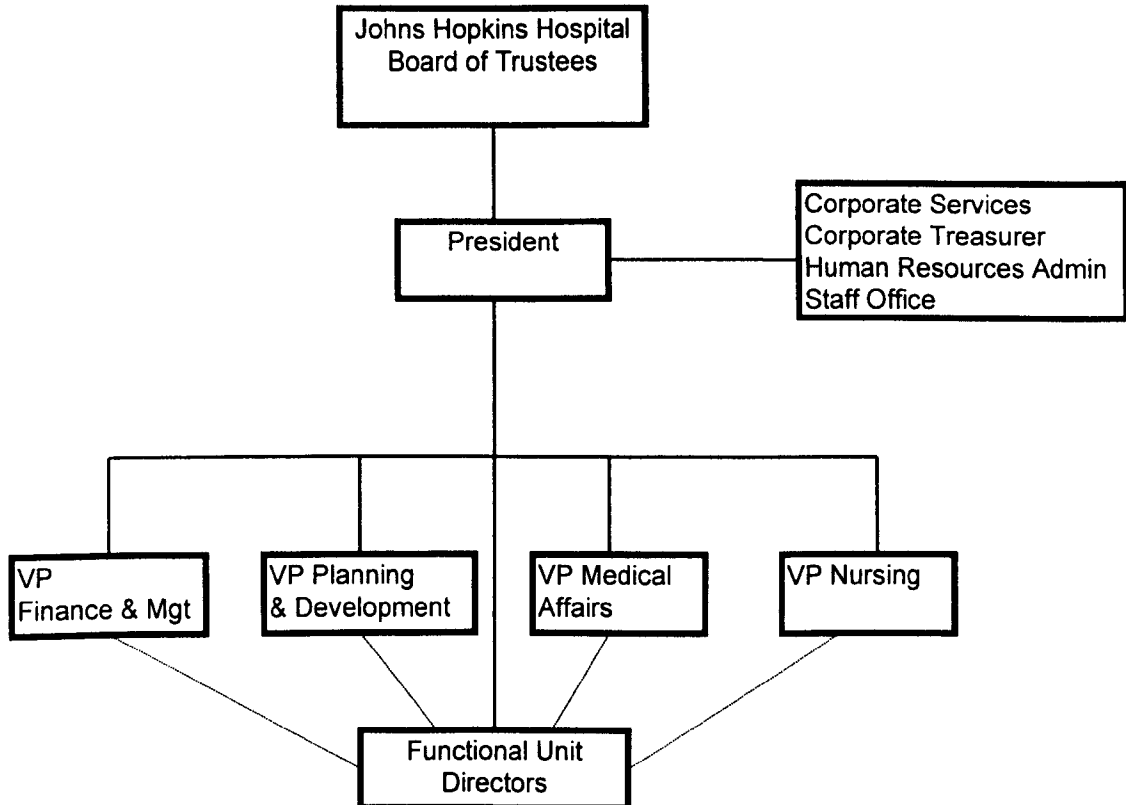 Johns Hopkins Hospital
Board of Trustees
President
Corporate Services
Corporate Treasurer
Human Resources Admin
Staff Office
VP
Finance & Mgt
VP Planning
& Development
VP Medical
Affairs
VP Nursing
Functional Unit
Directors